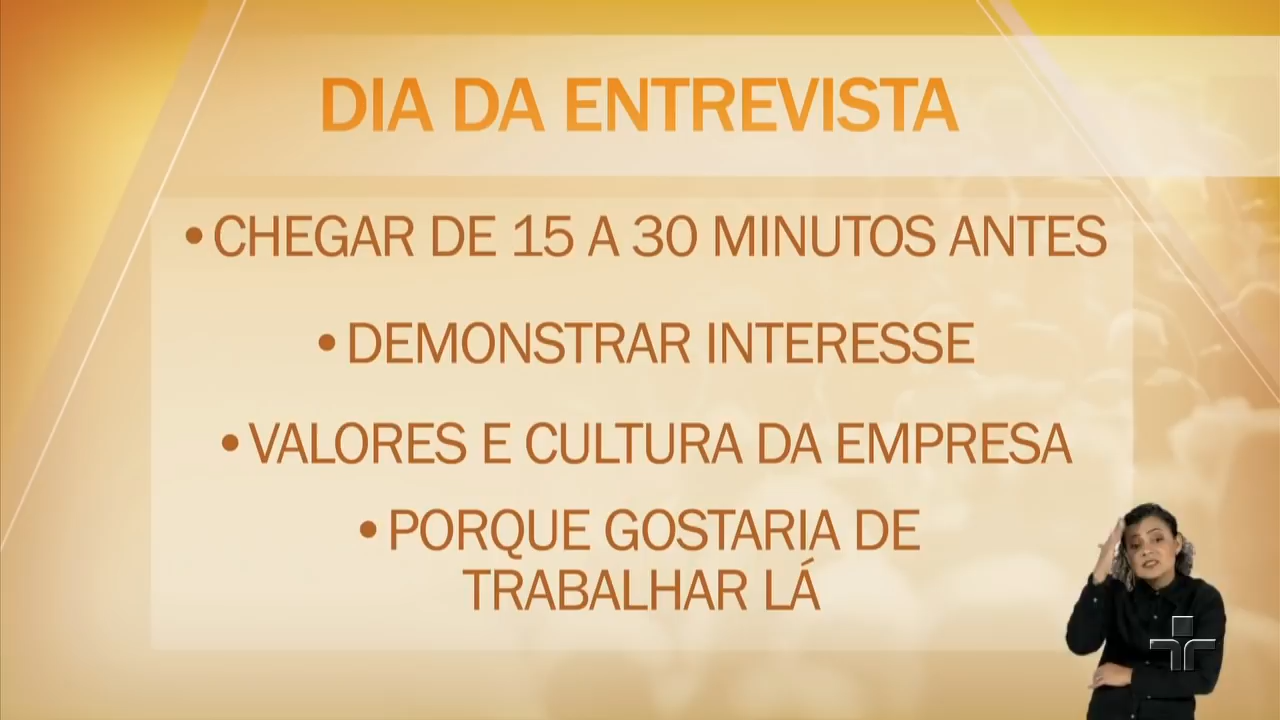 DIA DA ENTREVISTA
• CHEGAR DE 15 A 30 MINUTOS ANTES
• DEMONSTRAR INTERESSE
• VALORES E CULTURA DA EMPRESA
• PORQUE GOSTARIA DE
TRABALHAR LÁ